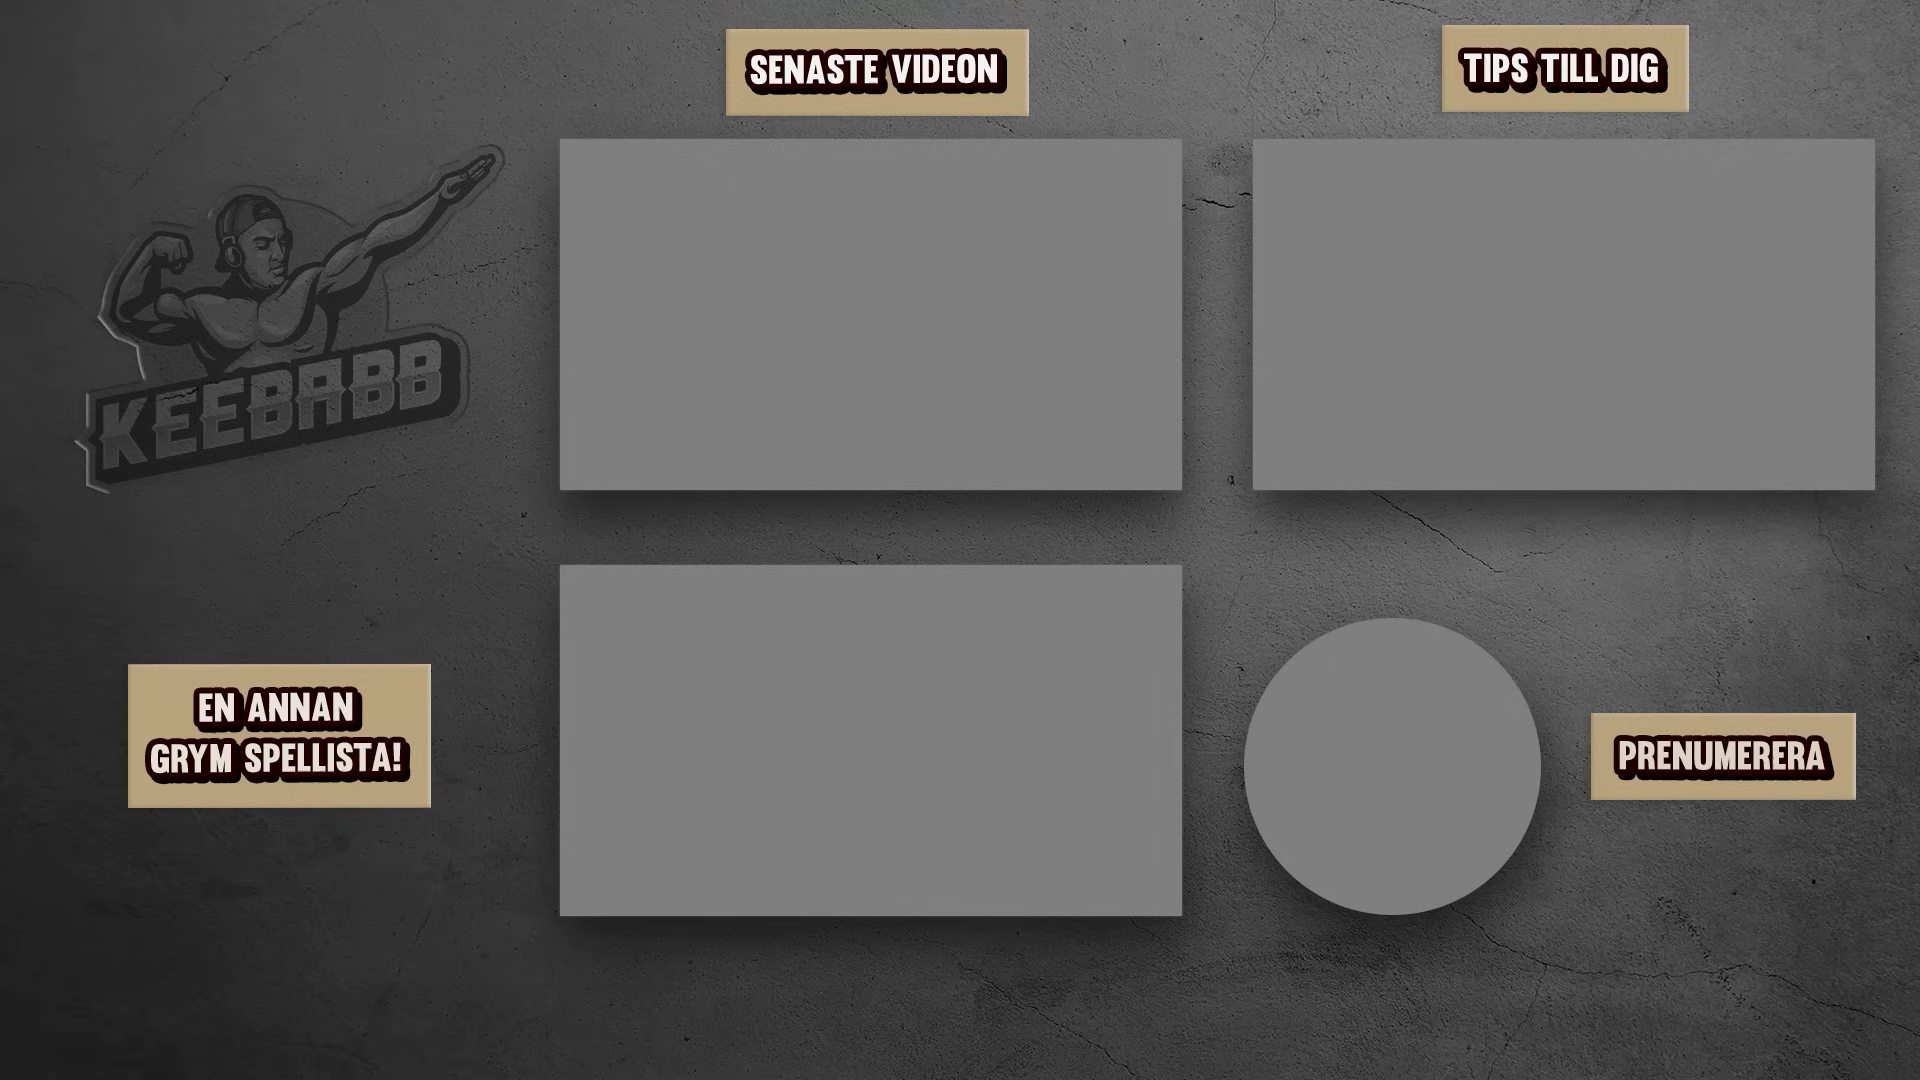 SENASTE VIDEON
TIPS TILL DIG
KEEBABB
EN ANNAN
GRYM SPELLISTA!
PRENUMERERA